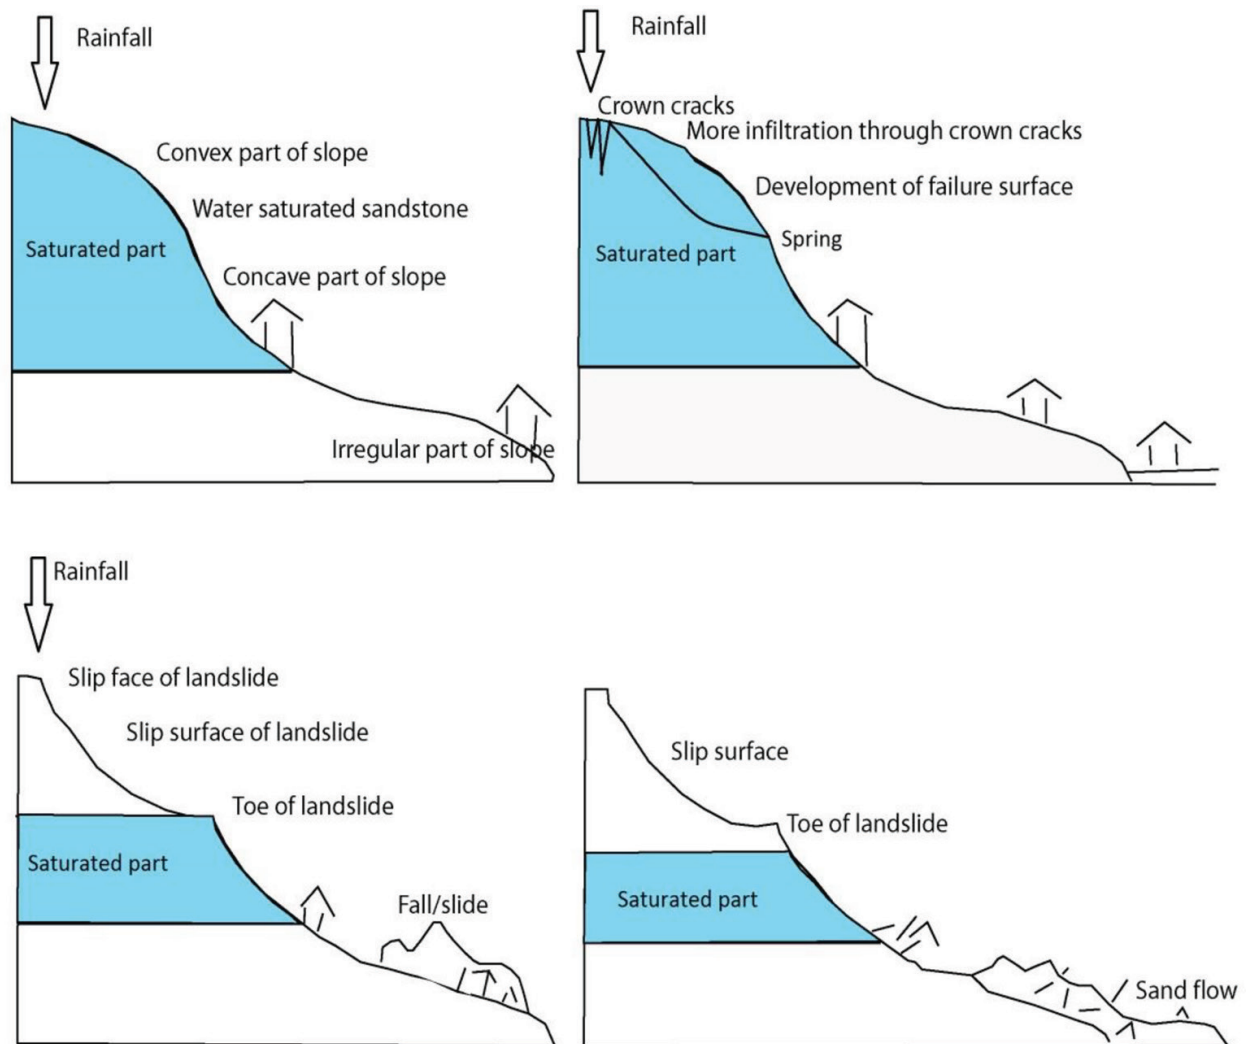 Rainfall
Convex part of slope
Water saturated sandstone
Saturated part
Concave part of slope
Irregular part of slope
Rainfall
Crown cracks
More infiltration through crown cracks
Development of failure surface
Spring
Saturated part
Rainfall
Slip face of landslide
Slip surface of landslide
Toe of landslide
Saturated part
Fall/slide
Slip surface
Toe of landslide
Saturated part
Sand flow